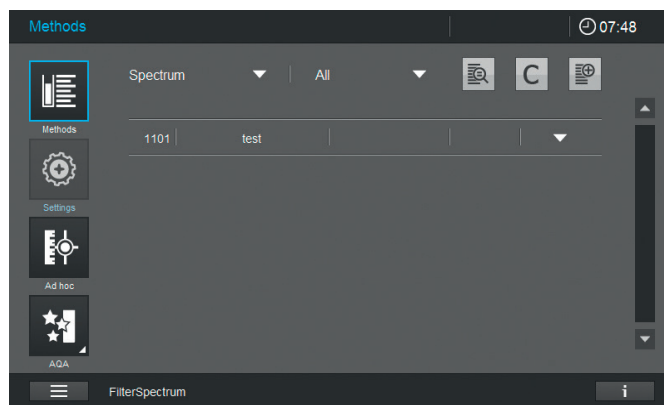 Methods
07:48
Spectrum
All
C
Methods
1101 test
Settings
Ad hoc
AQA
FilterSpectrum
i